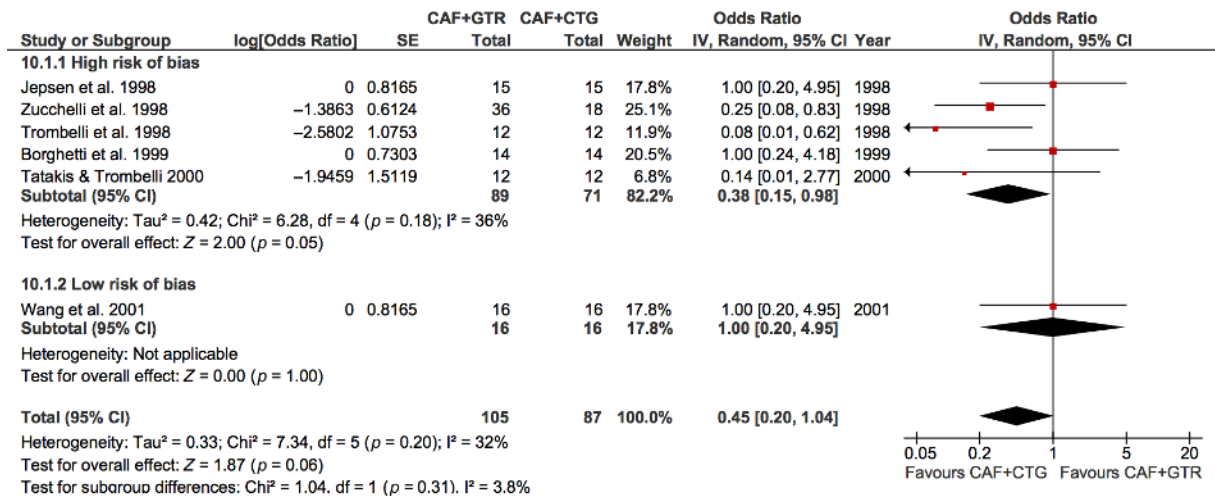 CAF+GTR CAF+CTG Odds Ratio Odds Ratio
Study or Subgroup log[Odds Ratio] SE Total Total Weight IV, Random, 95% CI Year IV, Random, 95% CI
10.1.1 High risk of bias
Jepsen et al. 1998 0 0.8165 15 15 17.8% 1.00 [0.20, 4.95] 1998
Zucchelli et al. 1998 −1.3863 0.6124 36 18 25.1% 0.25 [0.08, 0.83] 1998
Trombelli et al. 1998 −2.5802 1.0753 12 12 11.9% 0.08 [0.01, 0.62] 1998
Borghetti et al. 1999 0 0.7303 14 14 20.5% 1.00 [0.24, 4.18] 1999
Tatakis & Trombelli 2000 −1.9459 1.5119 12 12 6.8% 0.14 [0.01, 2.77] 2000
Subtotal (95% CI) 89 71 82.2% 0.38 [0.15, 0.98]
Heterogeneity: Tau² = 0.42; Chi² = 6.28, df = 4 (p = 0.18); I² = 36%
Test for overall effect: Z = 2.00 (p = 0.05)
10.1.2 Low risk of bias
Wang et al. 2001 0 0.8165 16 16 17.8% 1.00 [0.20, 4.95] 2001
Subtotal (95% CI) 16 16 17.8% 1.00 [0.20, 4.95]
Heterogeneity: Not applicable
Test for overall effect: Z = 0.00 (p = 1.00)
Total (95% CI) 105 87 100.0% 0.45 [0.20, 1.04]
Heterogeneity: Tau² = 0.33; Chi² = 7.34, df = 5 (p = 0.20); I² = 32%
Test for overall effect: Z = 1.87 (p = 0.06)
Test for subgroup differences: Chi² = 1.04, df = 1 (p = 0.31), I² = 3.8%
0.05 0.2 1 5 20
Favours CAF+CTG Favours CAF+GTR